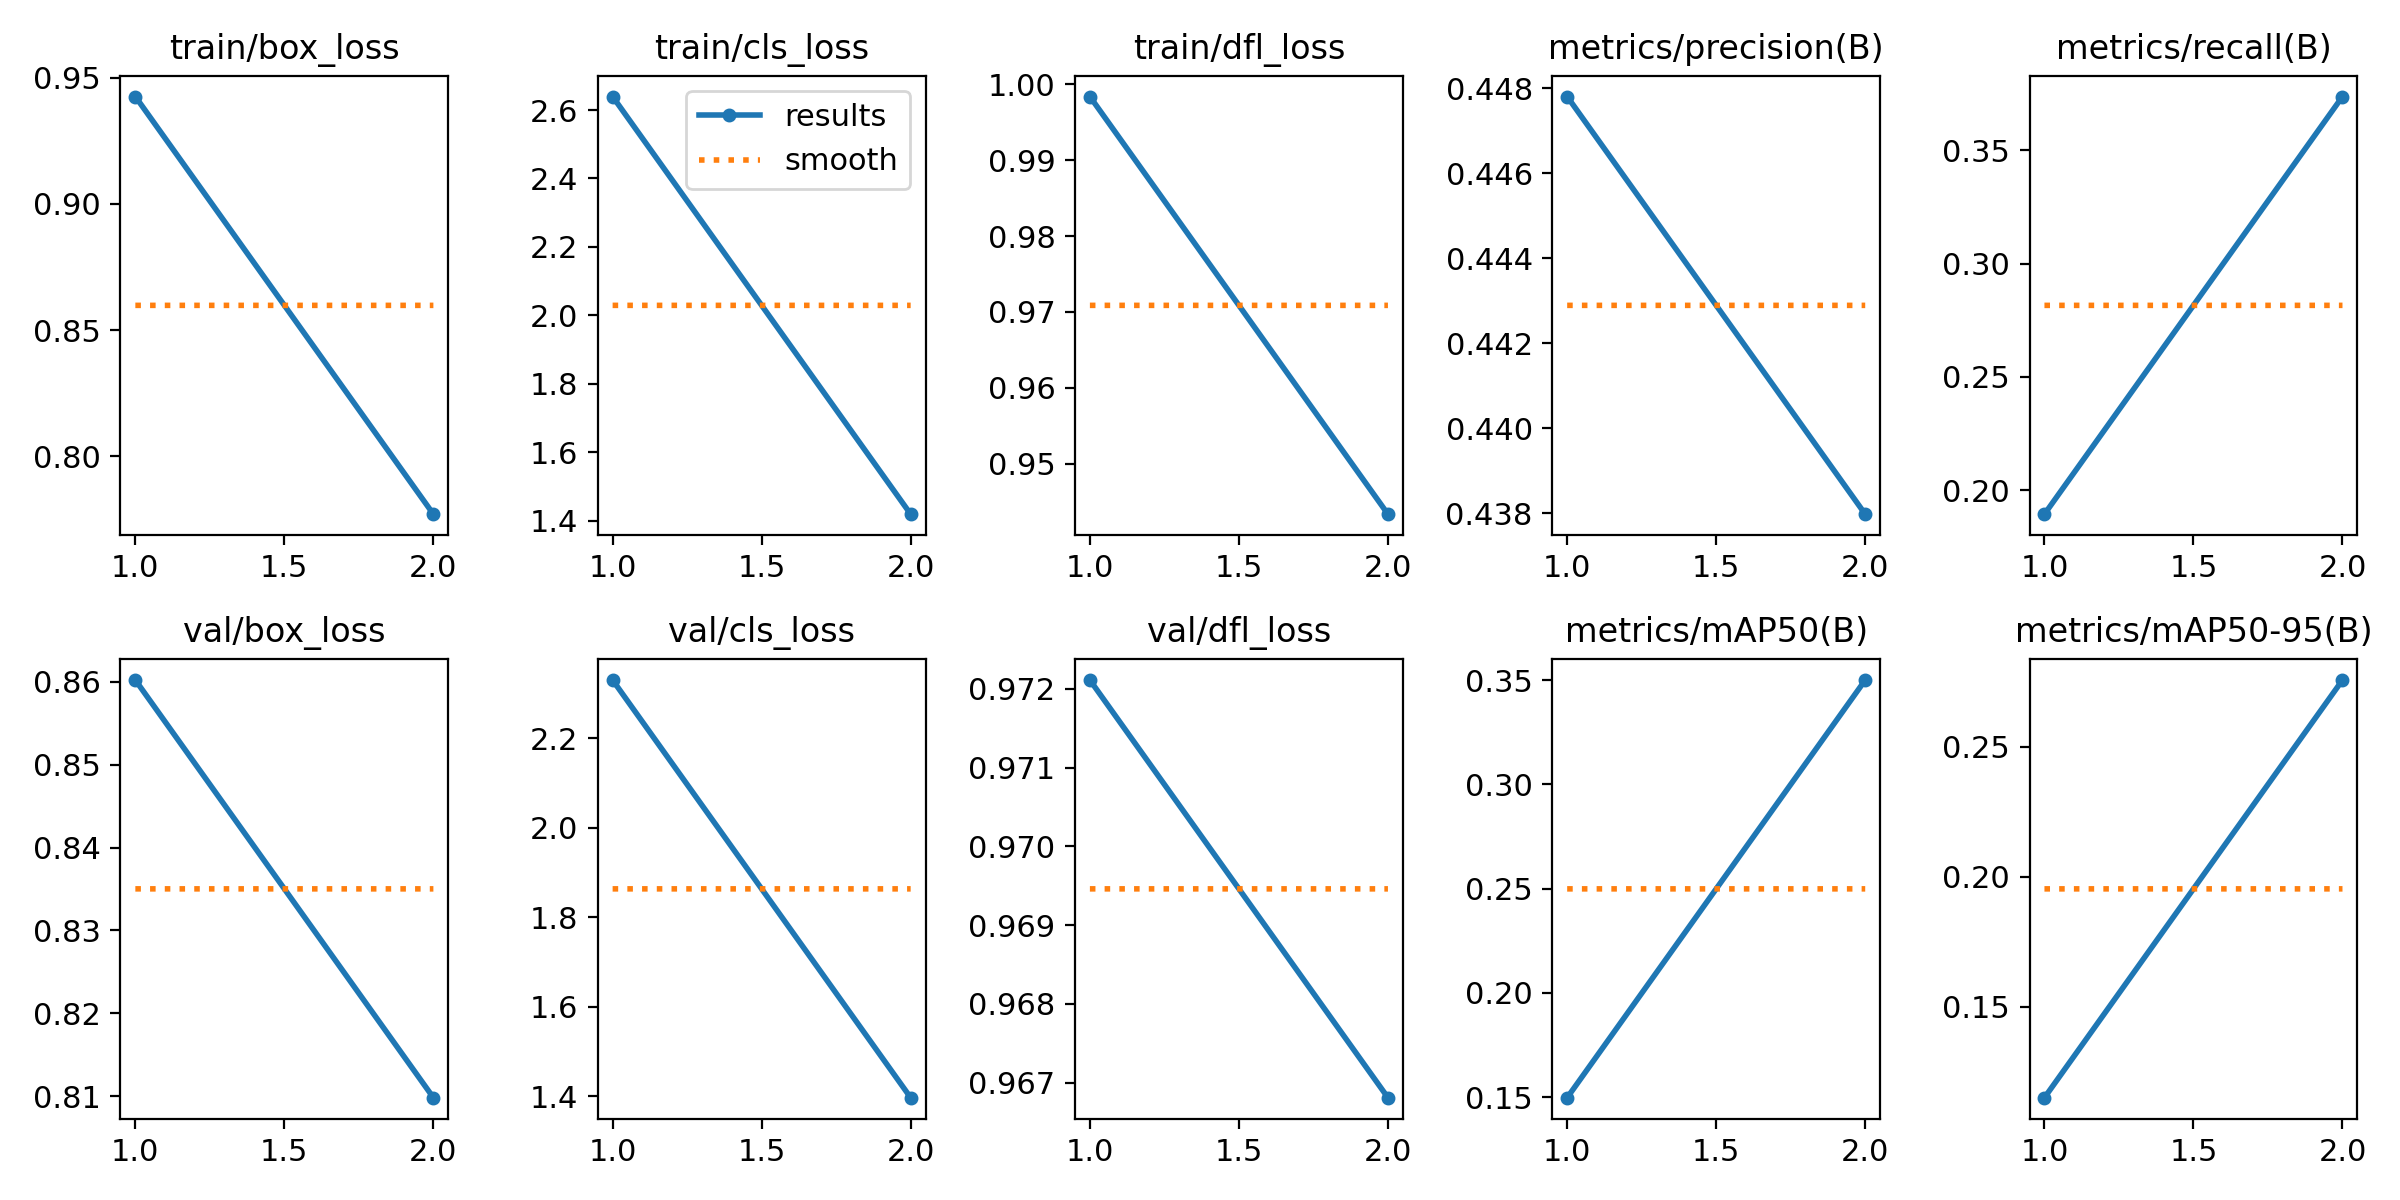 train/box_loss
0.95
0.90
0.85
0.80
1.0 1.5 2.0
train/cls_loss
results
smooth
2.6
2.4
2.2
2.0
1.8
1.6
1.4
1.0 1.5 2.0
train/dfl_loss
1.00
0.99
0.98
0.97
0.96
0.95
1.0 1.5 2.0
metrics/precision(B)
0.448
0.446
0.444
0.442
0.440
0.438
1.0 1.5 2.0
metrics/recall(B)
0.35
0.30
0.25
0.20
1.0 1.5 2.0
val/box_loss
0.86
0.85
0.84
0.83
0.82
0.81
1.0 1.5 2.0
val/cls_loss
2.2
2.0
1.8
1.6
1.4
1.0 1.5 2.0
val/dfl_loss
0.972
0.971
0.970
0.969
0.968
0.967
1.0 1.5 2.0
metrics/mAP50(B)
0.35
0.30
0.25
0.20
0.15
1.0 1.5 2.0
metrics/mAP50-95(B)
0.25
0.20
0.15
1.0 1.5 2.0